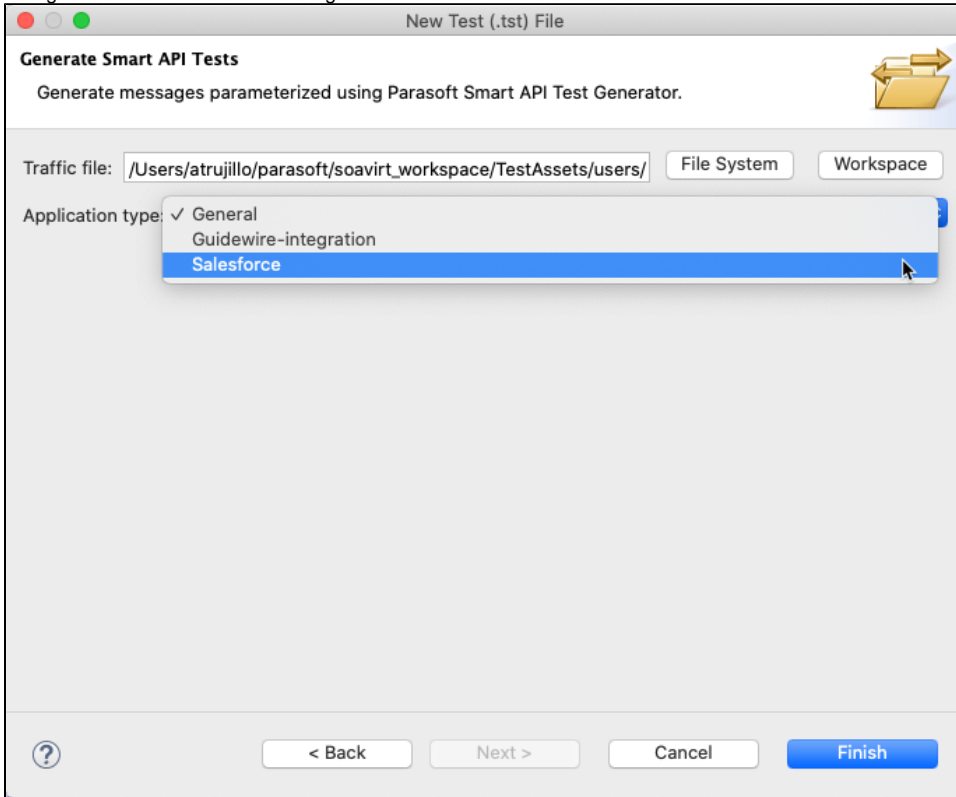 New Test (.tst) File
Generate Smart API Tests
Generate messages parameterized using Parasoft Smart API Test Generator.
Traffic file: /Users/atrujillo/parasoft/soavirt_workspace/TestAssets/users/ File System Workspace
Application type: ✓ General
Guidewire-integration
Salesforce
? < Back Next > Cancel Finish